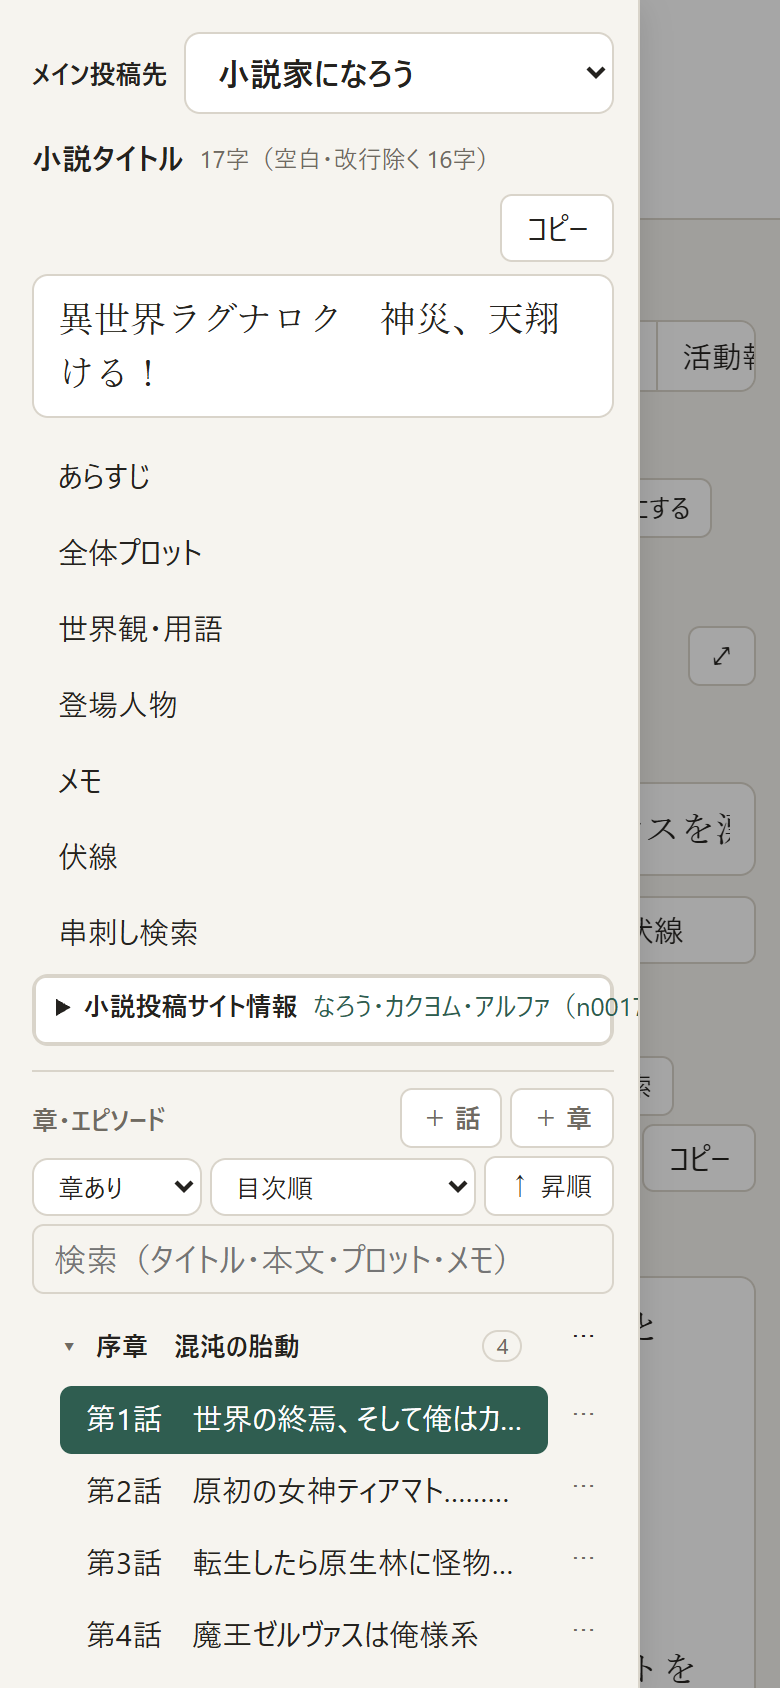 メイン投稿先
小説家になろう
小説タイトル 17字（空白・改行除く16字）
コピー
異世界ラグナロク　神災、天翔
ける！
あらすじ
全体プロット
世界観・用語
登場人物
メモ
伏線
串刺し検索
▶ 小説投稿サイト情報 なろう・カクヨム・アルファ（n0017
章・エピソード
＋ 話
＋ 章
章あり
目次順
↑ 昇順
検索（タイトル・本文・プロット・メモ）
▼ 序章　混沌の胎動 4 …
第1話　世界の終焉、そして俺はカ… …
第2話　原初の女神ティアマト……… …
第3話　転生したら原生林に怪物… …
第4話　魔王ゼルヴァスは俺様系 …
活動
にする
⤢
スを
伏線
索
コピー
と
トを